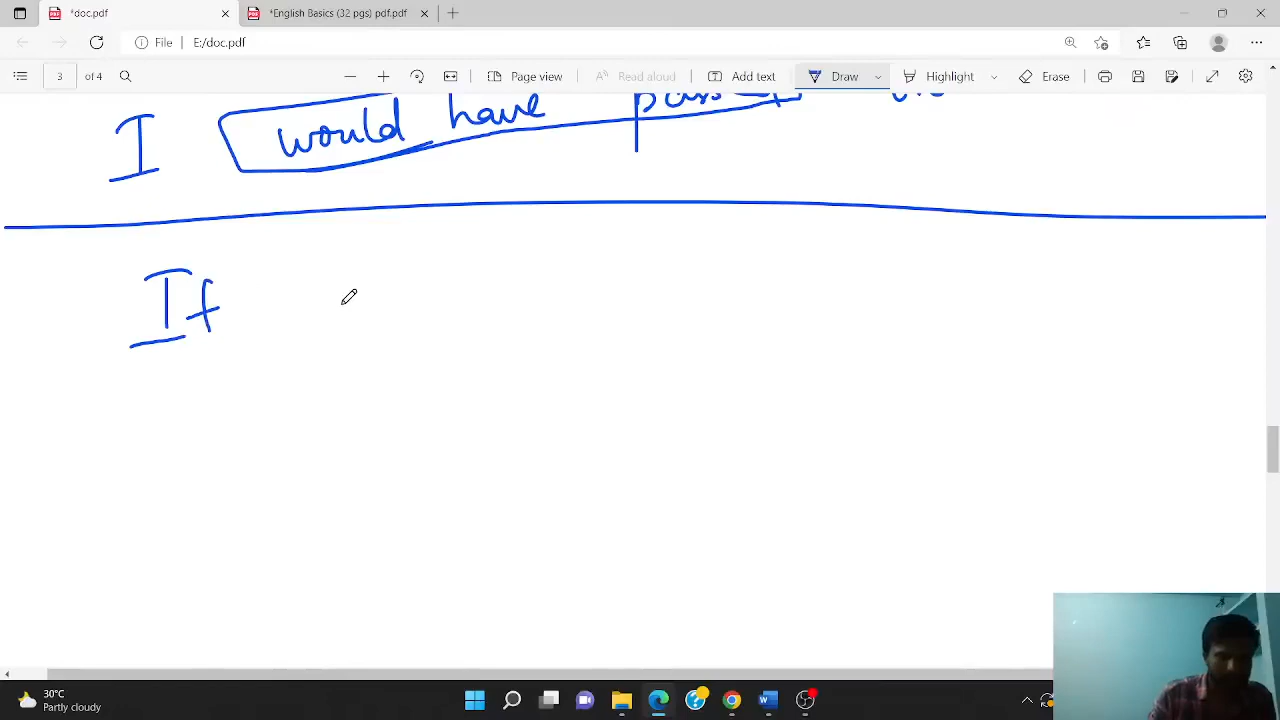 *doc.pdf *English Basics (32 pgs) pdf.pdf
File E:/doc.pdf
3 of 4 Page view Read aloud Add text Draw Highlight Erase
I would have
If
30°C
Partly cloudy